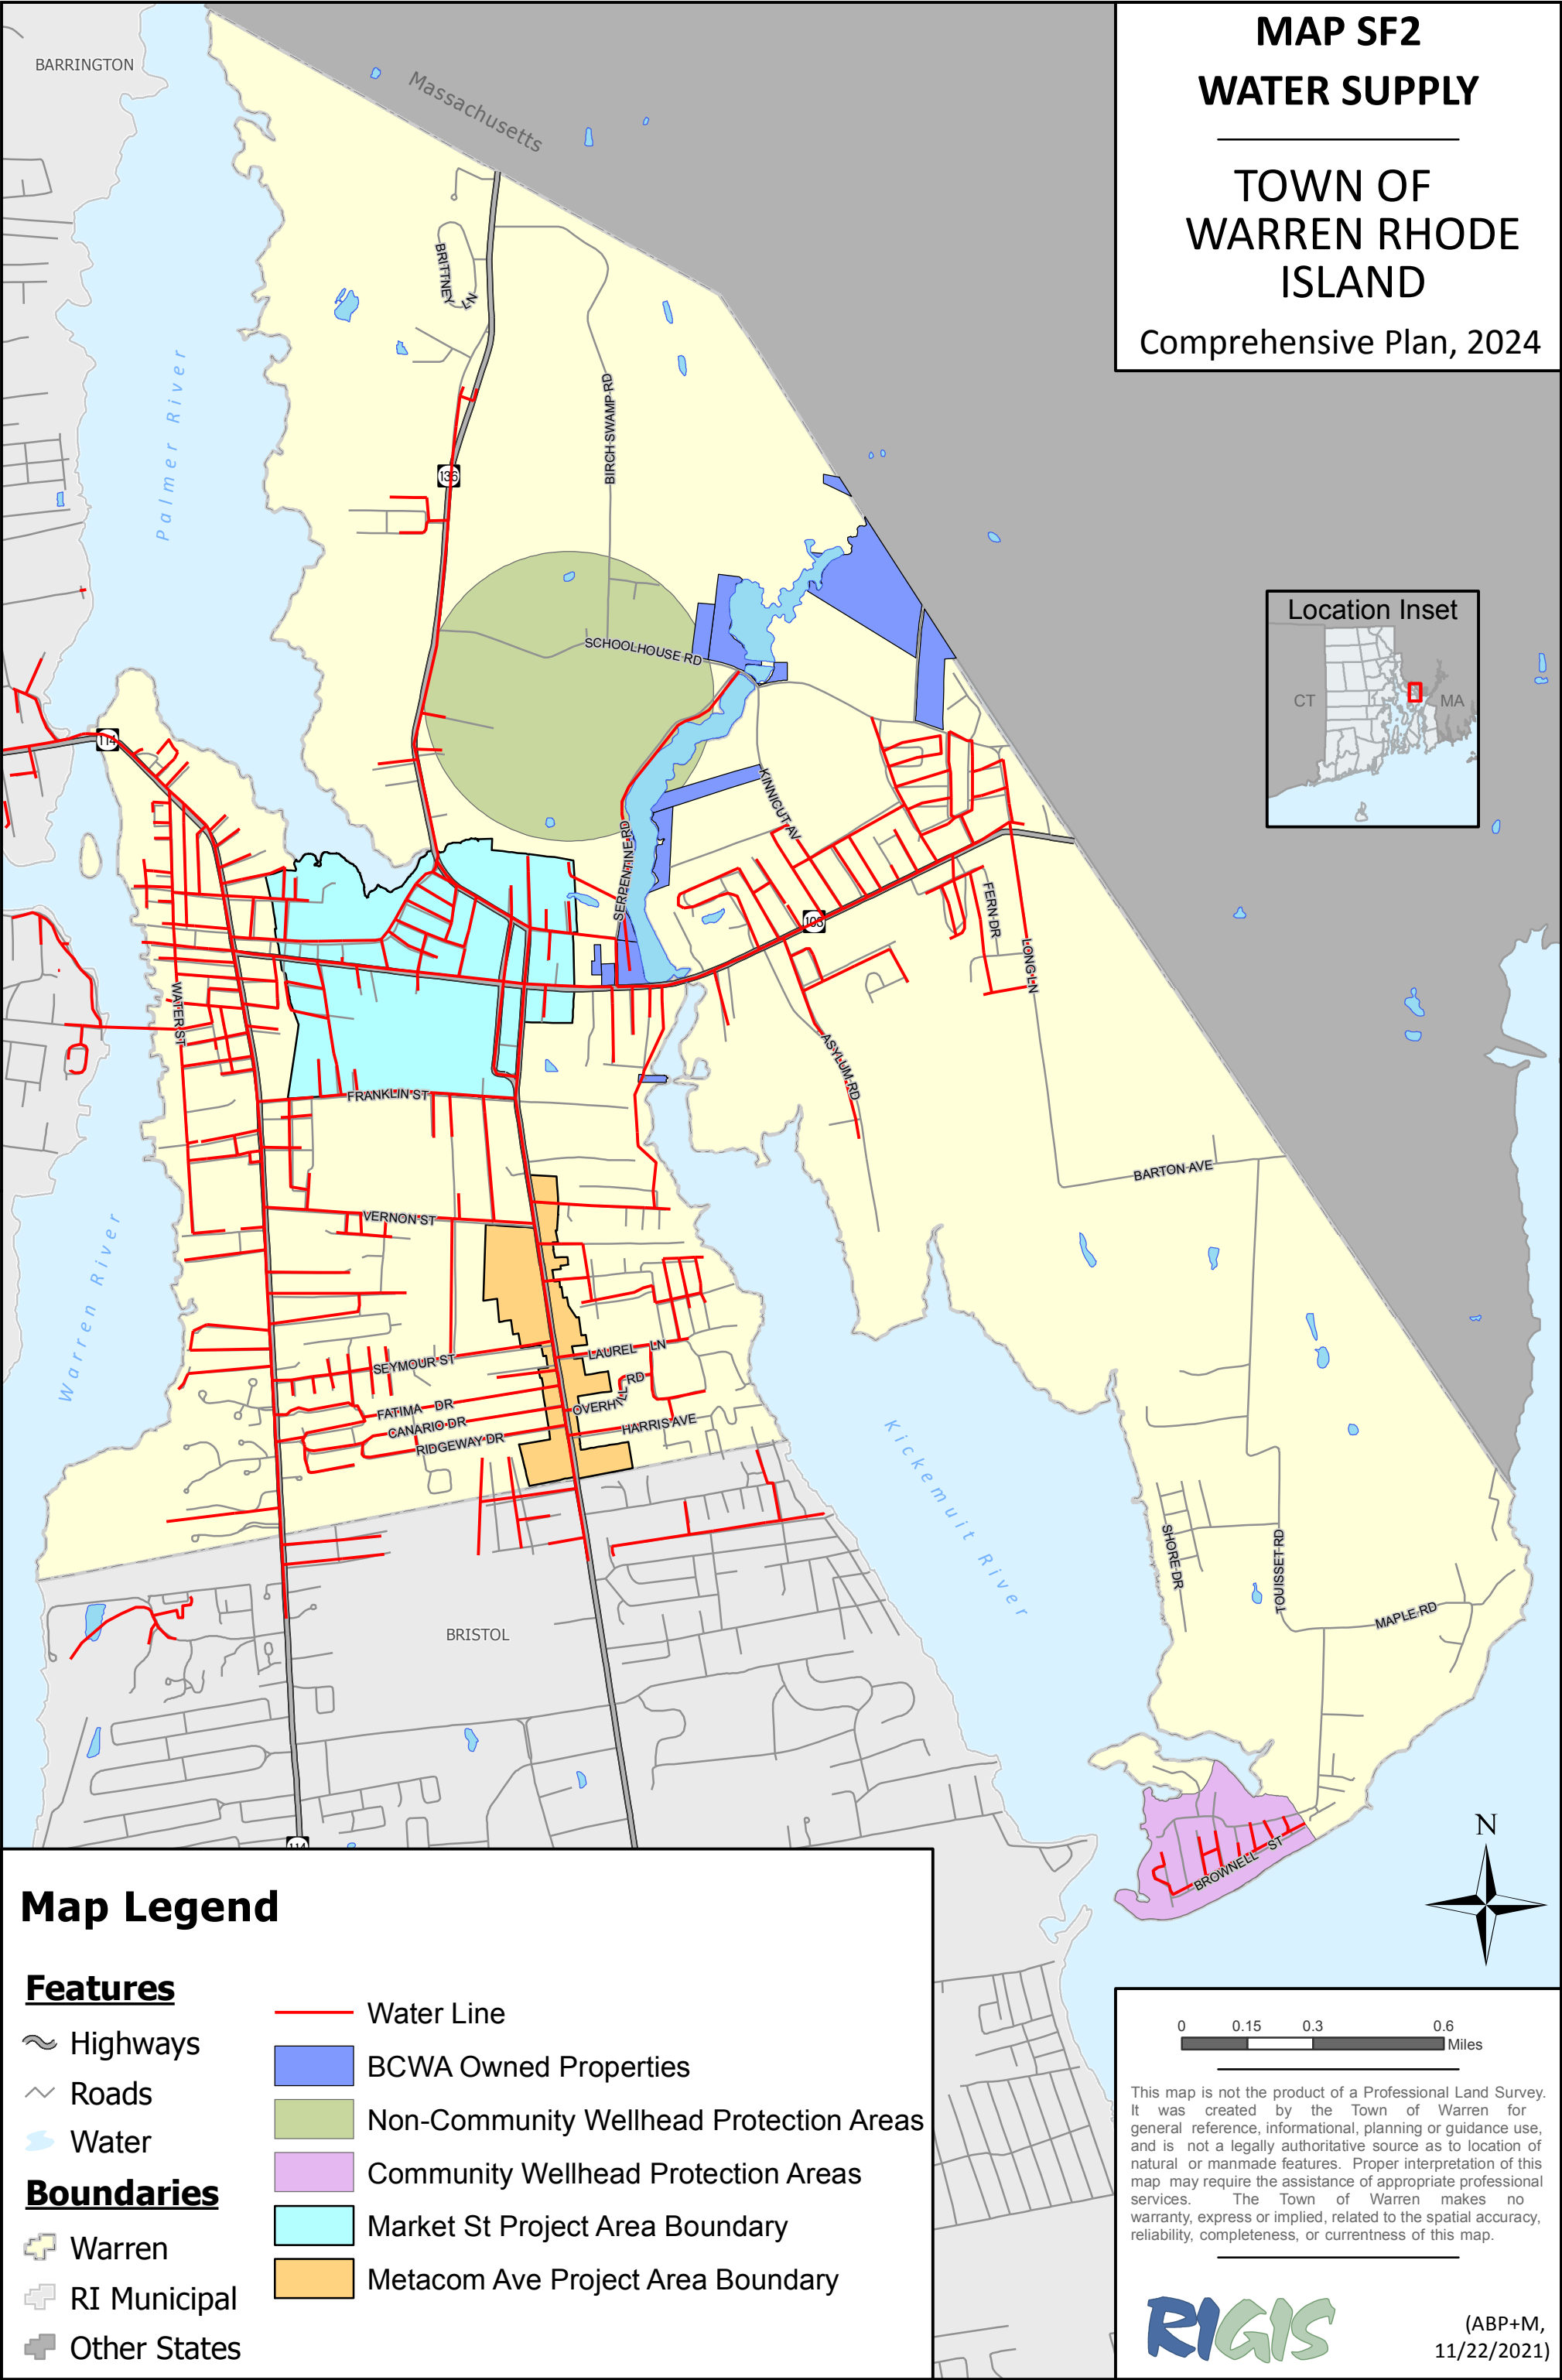 MAP SF2
WATER SUPPLY
TOWN OF
WARREN RHODE
ISLAND
Comprehensive Plan, 2024
BARRINGTON
Massachusetts
BRITTNEY LN
Palmer River
BIRCH SWAMP RD
136
SCHOOLHOUSE RD
Location Inset
CT
MA
114
KINNICUT AV
SERPENTINE RD
103
FERN DR
LONG LN
WATER ST
ASYLUM RD
FRANKLIN ST
BARTON AVE
VERNON ST
Warren River
LAUREL LN
SEYMOUR ST
OVERHILL RD
FATIMA DR
CANARIO DR
HARRIS AVE
RIDGEWAY DR
Kickemuit River
SHORE DR
TOUISSET RD
MAPLE RD
BRISTOL
114
BROWNELL ST
N
Map Legend
Features
Highways
Roads
Water
Boundaries
Warren
RI Municipal
Other States
Water Line
BCWA Owned Properties
Non-Community Wellhead Protection Areas
Community Wellhead Protection Areas
Market St Project Area Boundary
Metacom Ave Project Area Boundary
0 0.15 0.3 0.6
Miles
This map is not the product of a Professional Land Survey.
It was created by the Town of Warren for
general reference, informational, planning or guidance use,
and is not a legally authoritative source as to location of
natural or manmade features. Proper interpretation of this
map may require the assistance of appropriate professional
services. The Town of Warren makes no
warranty, express or implied, related to the spatial accuracy,
reliability, completeness, or currentness of this map.
RIGIS
(ABP+M,
11/22/2021)